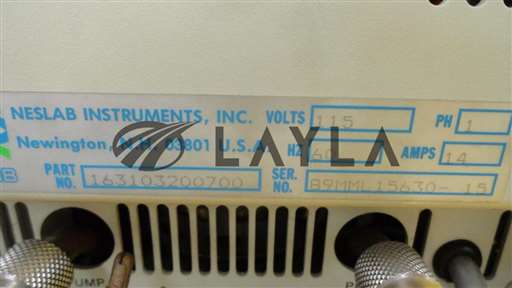 NESLAB INSTRUMENTS, INC. VOLTS 115 PH 1
Newington, N.H. 03801 U.S.A. HZ 60 AMPS 14
PART NO. 163103200700 SER. NO. 89MML15630-15
LAYLA